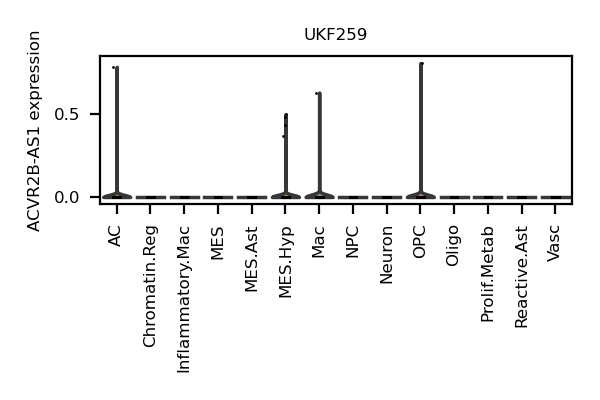 UKF259
ACVR2B-AS1 expression
0.5
0.0
AC
Chromatin.Reg
Inflammatory.Mac
MES
MES.Ast
MES.Hyp
Mac
NPC
Neuron
OPC
Oligo
Prolif.Metab
Reactive.Ast
Vasc